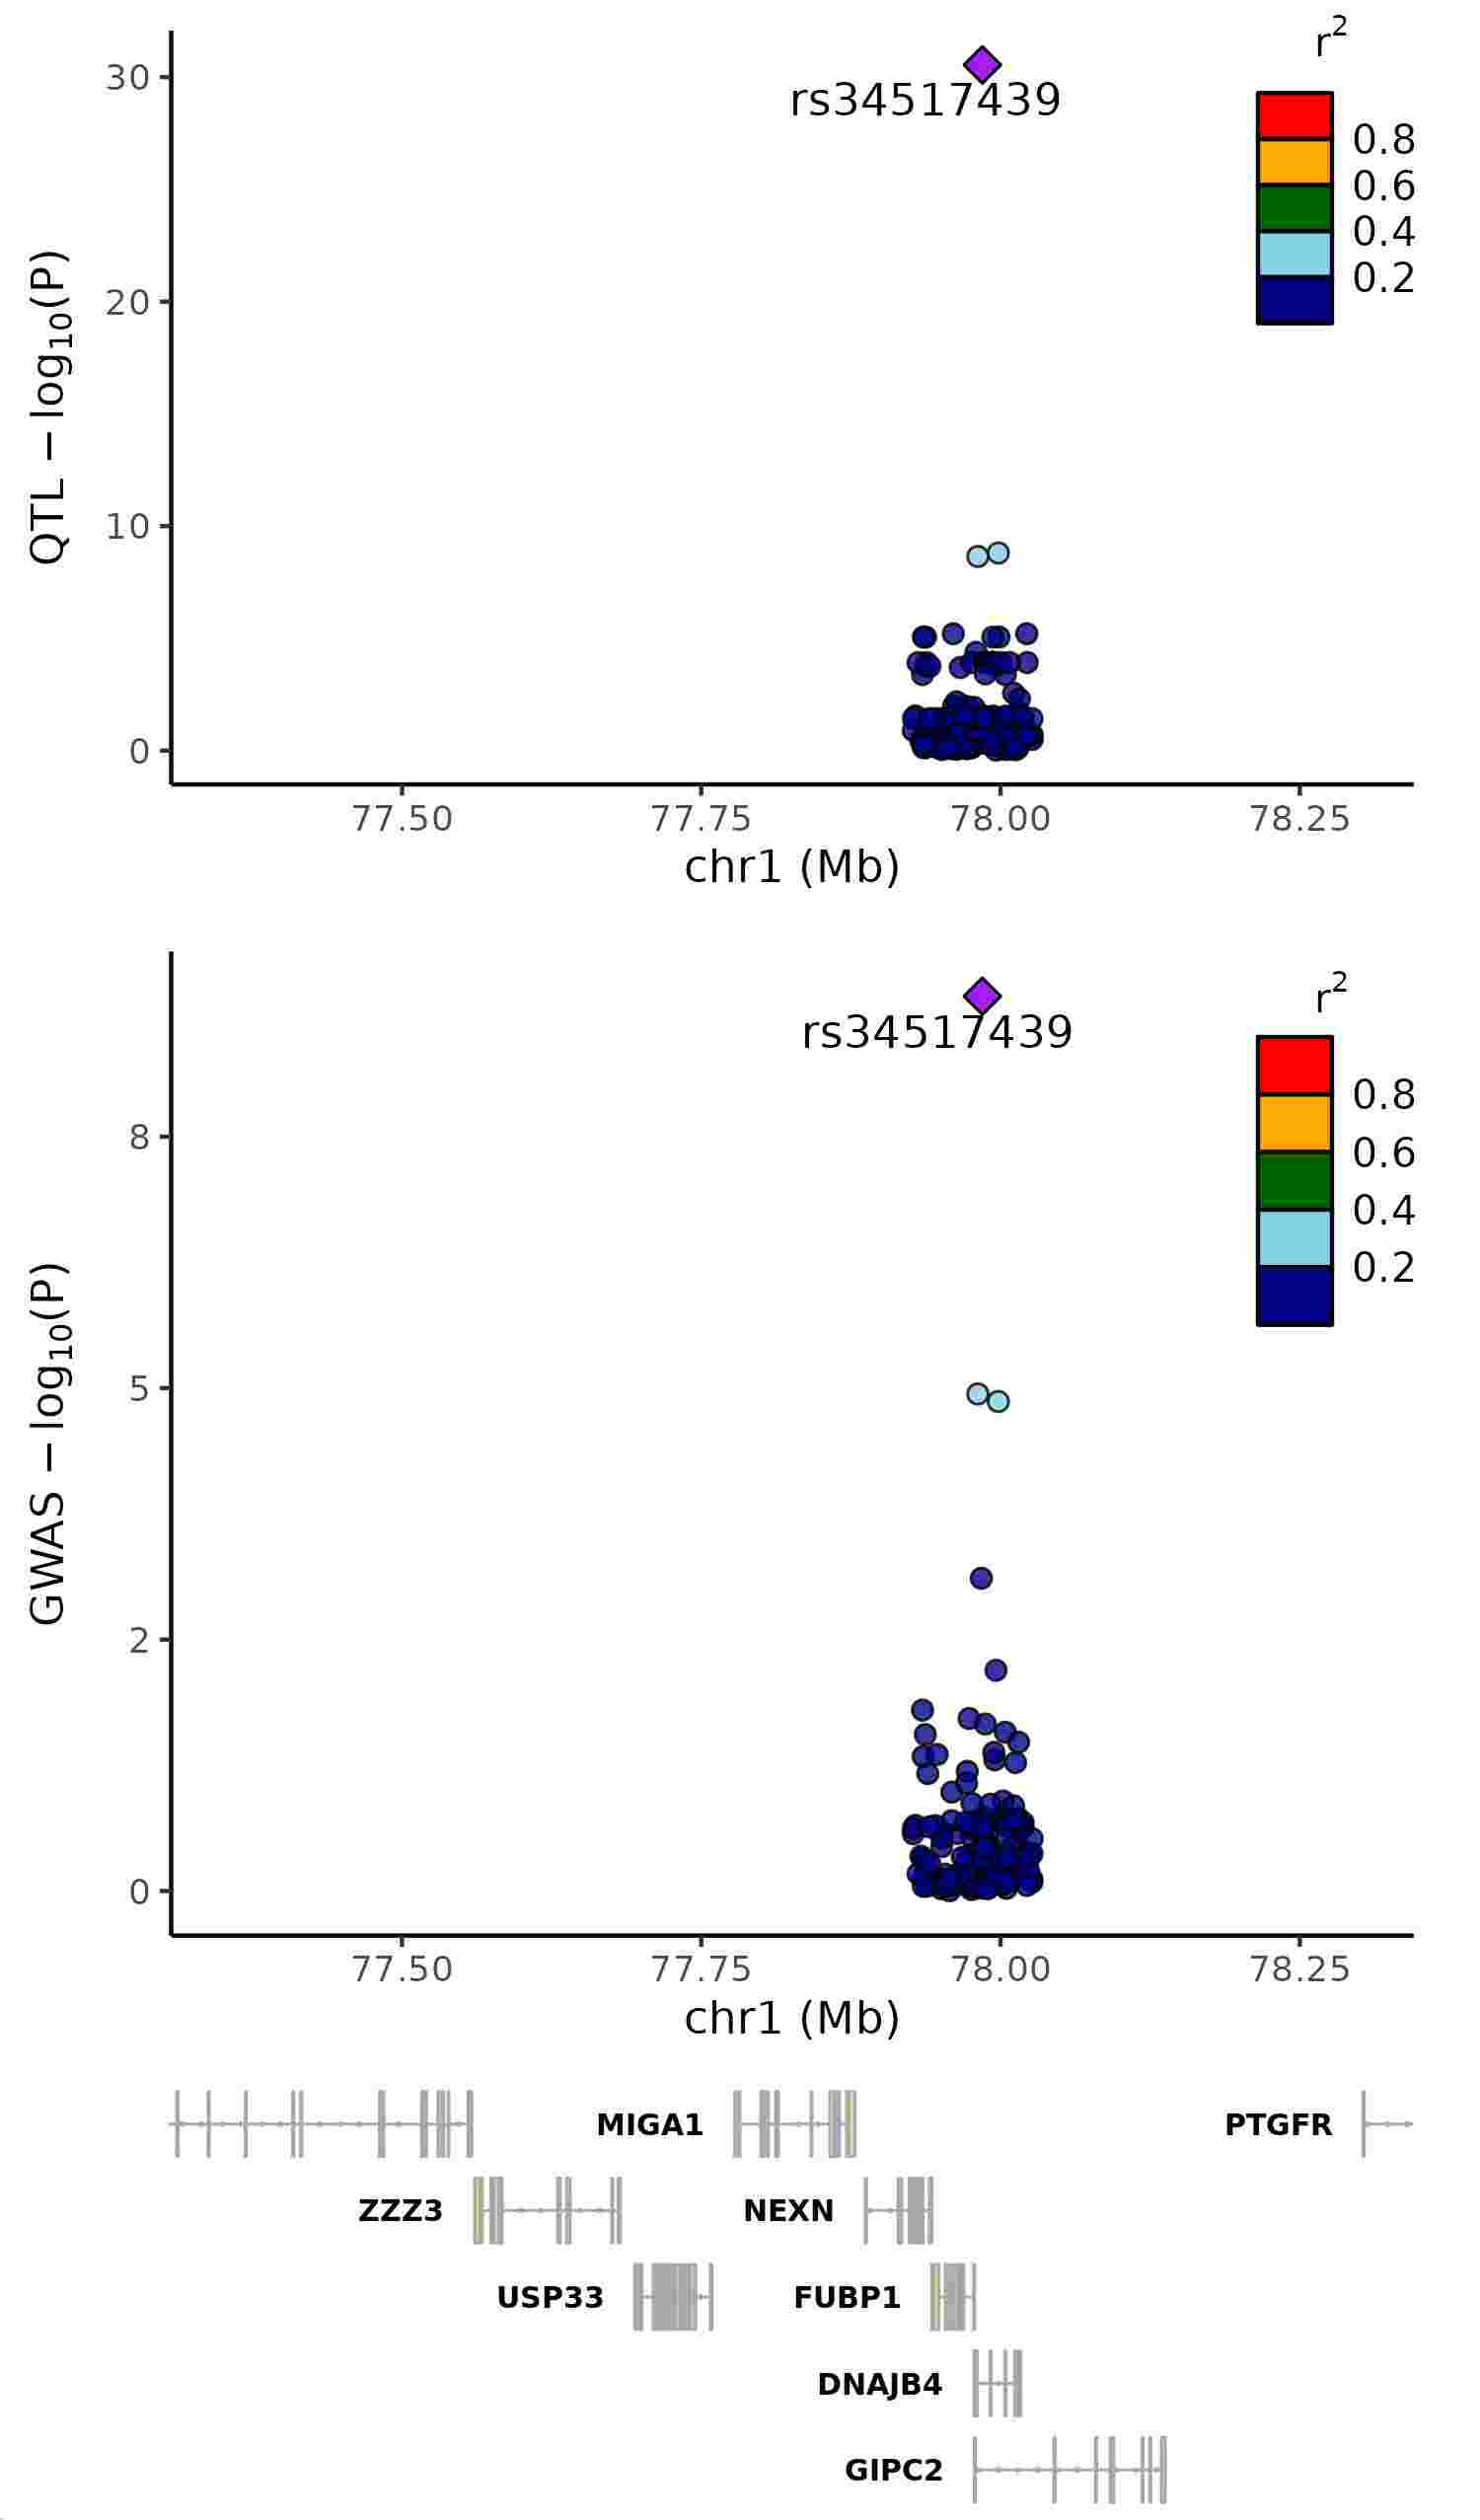 r2
30
rs34517439
0.8
0.6
0.4
0.2
20
10
0
QTL −log10(P)
77.50 77.75 78.00 78.25
chr1 (Mb)
r2
rs34517439
0.8
0.6
0.4
0.2
8
5
2
0
GWAS −log10(P)
77.50 77.75 78.00 78.25
chr1 (Mb)
MIGA1 PTGFR
ZZZ3 NEXN
USP33 FUBP1
DNAJB4
GIPC2